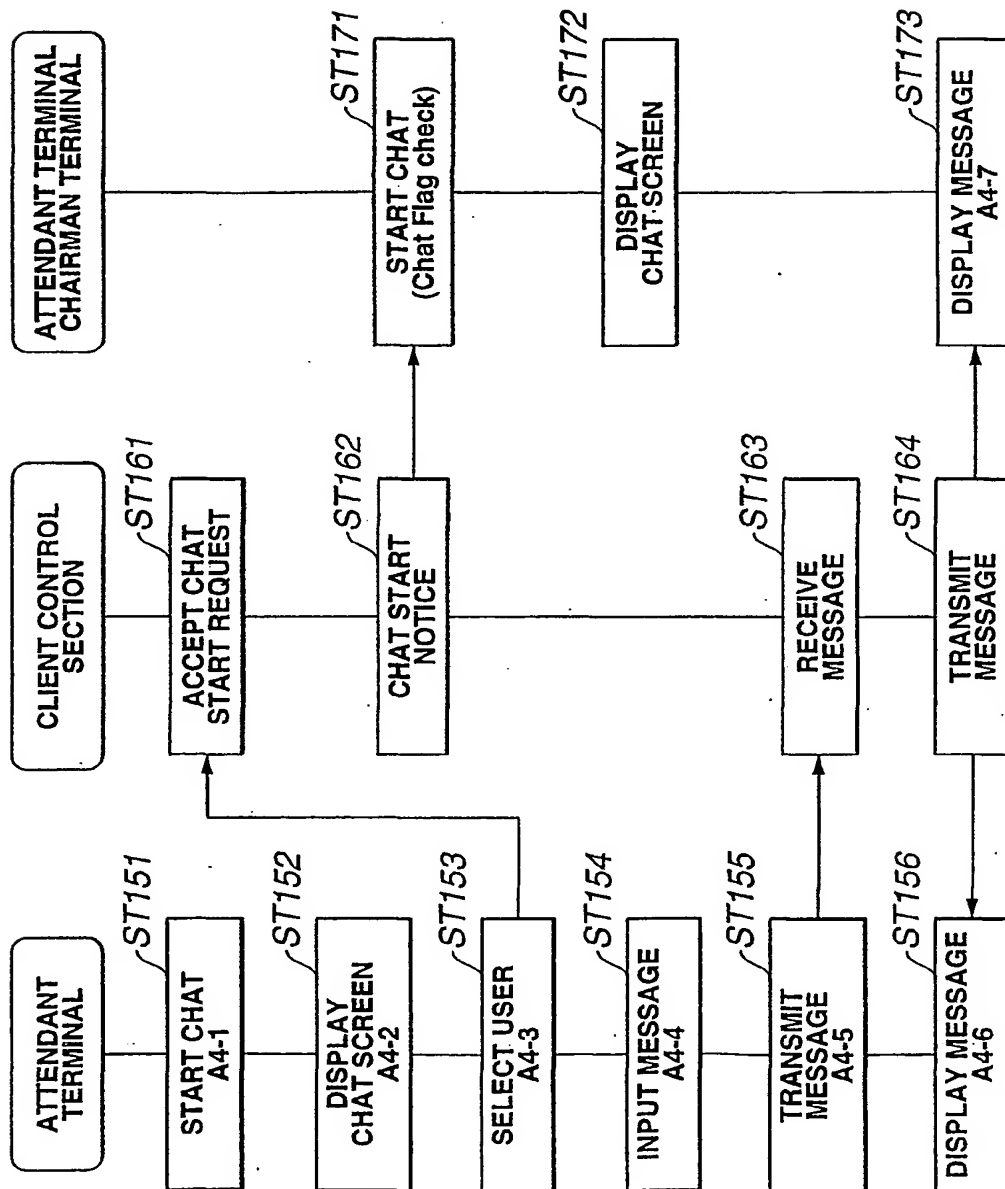 ATTENDANT
TERMINAL
ST151
START CHAT
A4-1
ST152
DISPLAY
CHAT SCREEN
A4-2
ST153
SELECT USER
A4-3
ST154
INPUT MESSAGE
A4-4
ST155
TRANSMIT
MESSAGE
A4-5
ST156
DISPLAY MESSAGE
A4-6
CLIENT CONTROL
SECTION
ST161
ACCEPT CHAT
START REQUEST
ST162
CHAT START
NOTICE
ST163
RECEIVE
MESSAGE
ST164
TRANSMIT
MESSAGE
ATTENDANT TERMINAL
CHAIRMAN TERMINAL
ST171
START CHAT
(Chat Flag check)
ST172
DISPLAY
CHAT SCREEN
ST173
DISPLAY MESSAGE
A4-7